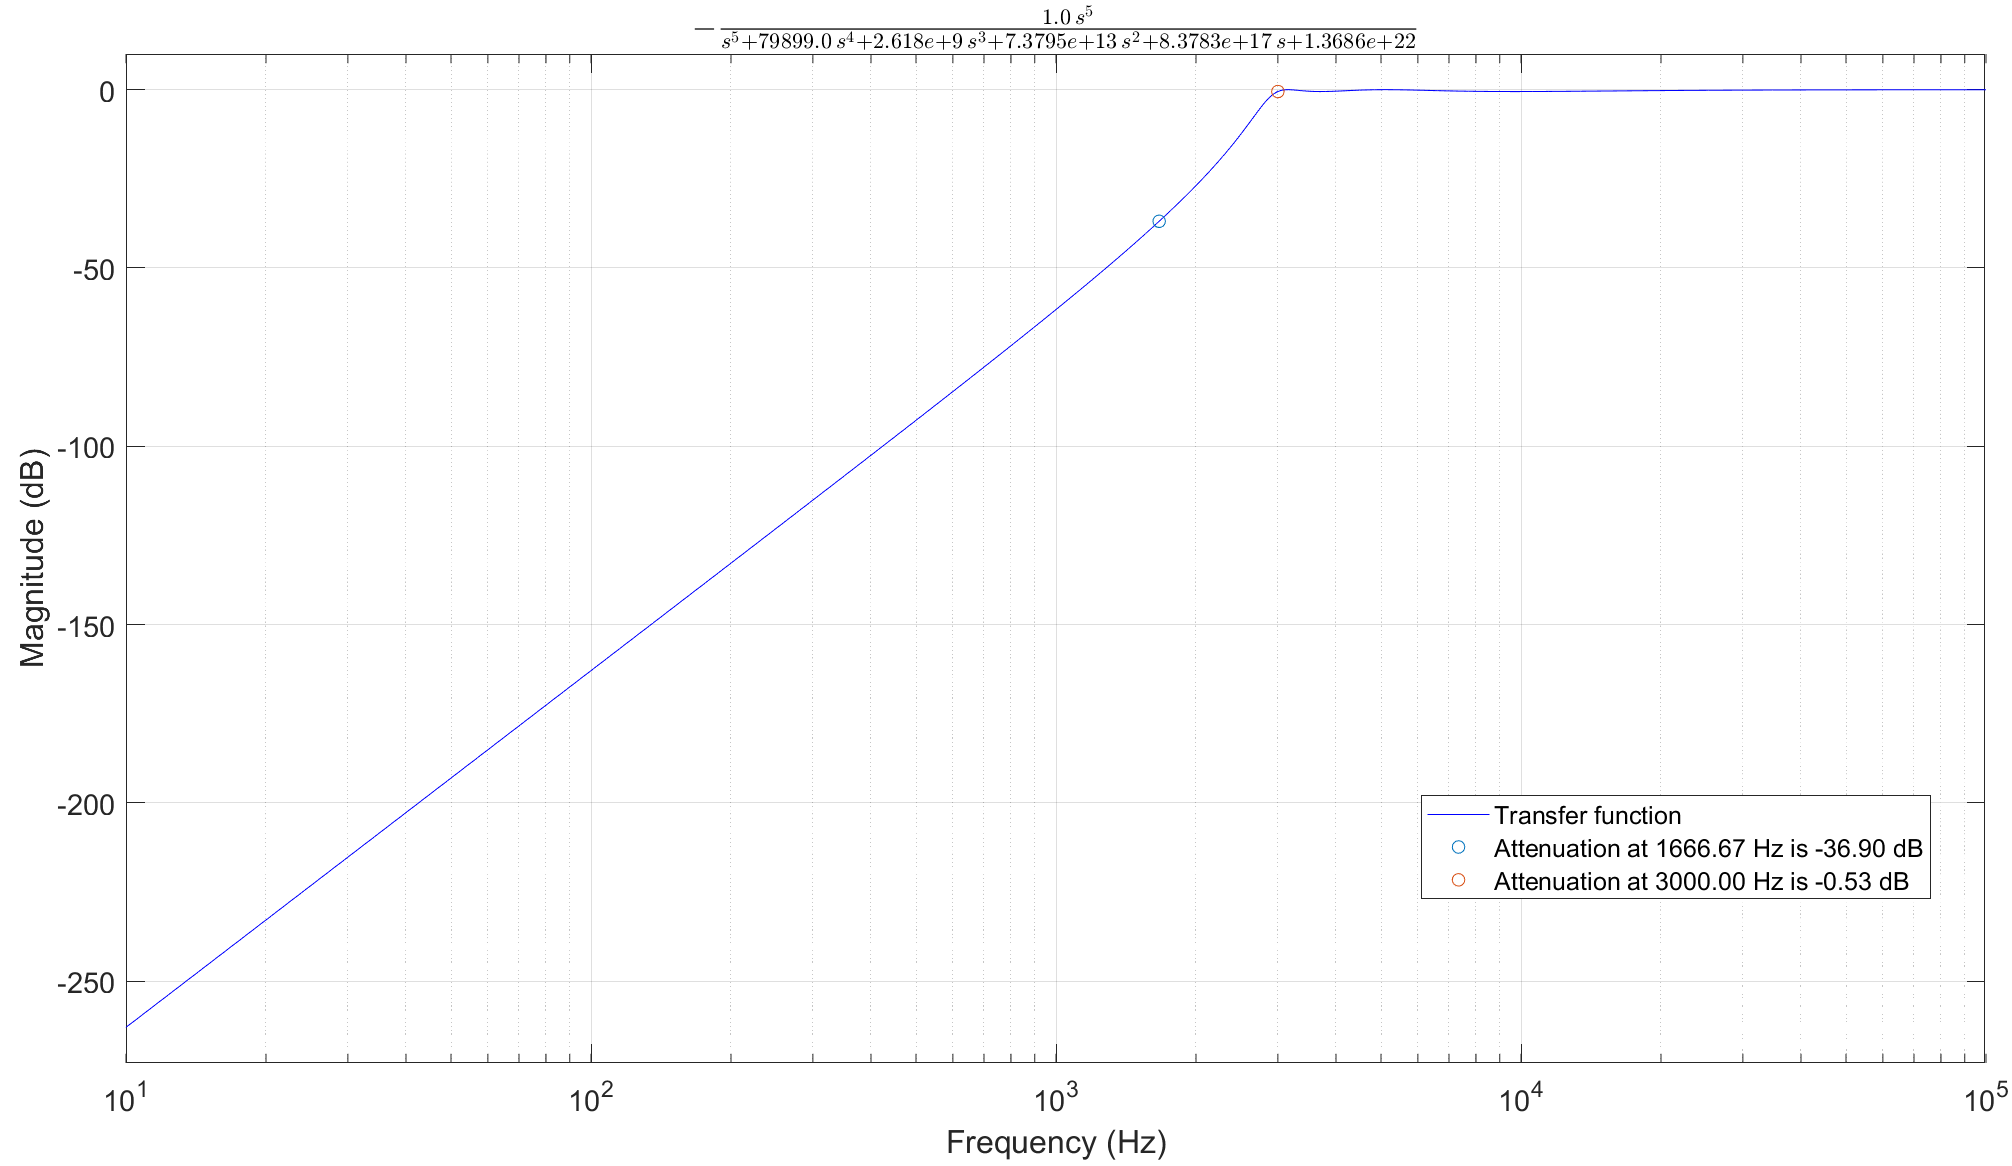 -\frac{1.0 s^5}{s^5+79899.0 s^4+2.618e+9 s^3+7.3795e+13 s^2+8.3783e+17 s+1.3686e+22}
0
-50
-100
-150
-200
-250
Magnitude (dB)
Transfer function
Attenuation at 1666.67 Hz is -36.90 dB
Attenuation at 3000.00 Hz is -0.53 dB
10^1 10^2 10^3 10^4 10^5
Frequency (Hz)